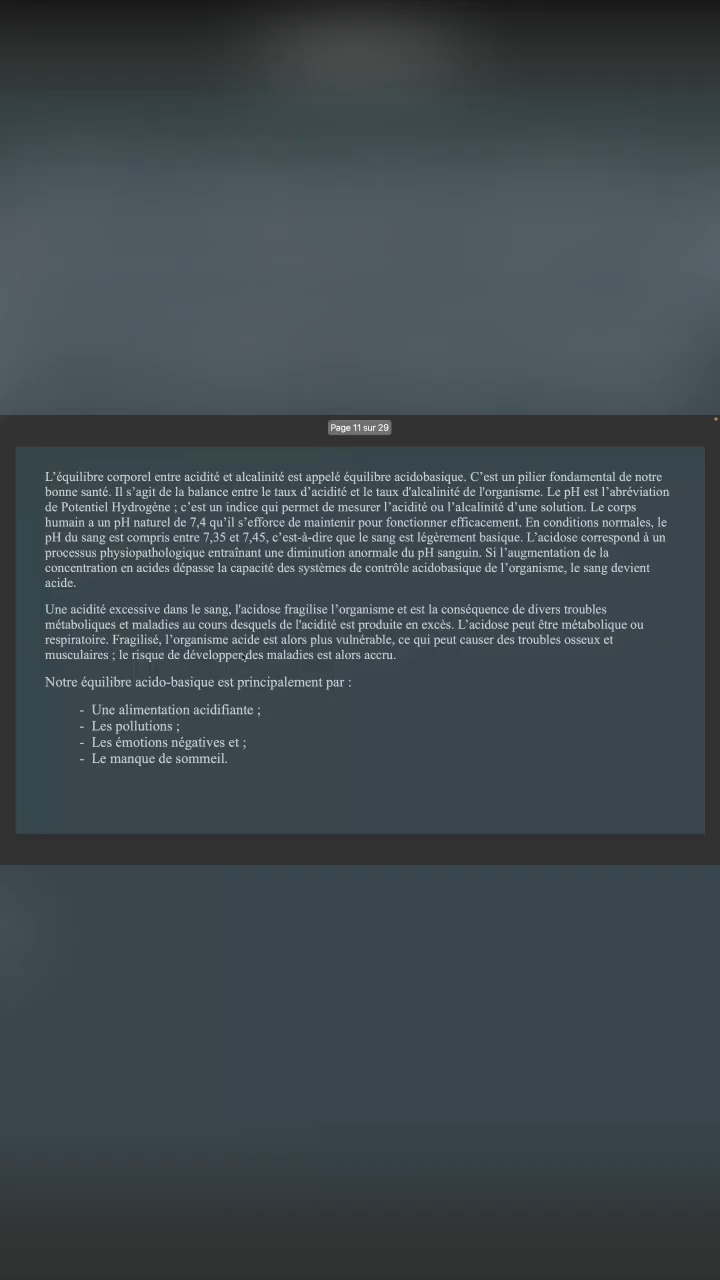 Page 11 sur 29
L’équilibre corporel entre acidité et alcalinité est appelé équilibre acidobasique. C’est un pilier fondamental de notre
bonne santé. Il s’agit de la balance entre le taux d’acidité et le taux d'alcalinité de l'organisme. Le pH est l’abréviation
de Potentiel Hydrogène ; c’est un indice qui permet de mesurer l’acidité ou l’alcalinité d’une solution. Le corps
humain a un pH naturel de 7,4 qu’il s’efforce de maintenir pour fonctionner efficacement. En conditions normales, le
pH du sang est compris entre 7,35 et 7,45, c’est-à-dire que le sang est légèrement basique. L’acidose correspond à un
processus physiopathologique entraînant une diminution anormale du pH sanguin. Si l’augmentation de la
concentration en acides dépasse la capacité des systèmes de contrôle acidobasique de l’organisme, le sang devient
acide.
Une acidité excessive dans le sang, l'acidose fragilise l’organisme et est la conséquence de divers troubles
métaboliques et maladies au cours desquels de l'acidité est produite en excès. L’acidose peut être métabolique ou
respiratoire. Fragilisé, l’organisme acide est alors plus vulnérable, ce qui peut causer des troubles osseux et
musculaires ; le risque de développer des maladies est alors accru.
Notre équilibre acido-basique est principalement par :
- Une alimentation acidifiante ;
- Les pollutions ;
- Les émotions négatives et ;
- Le manque de sommeil.